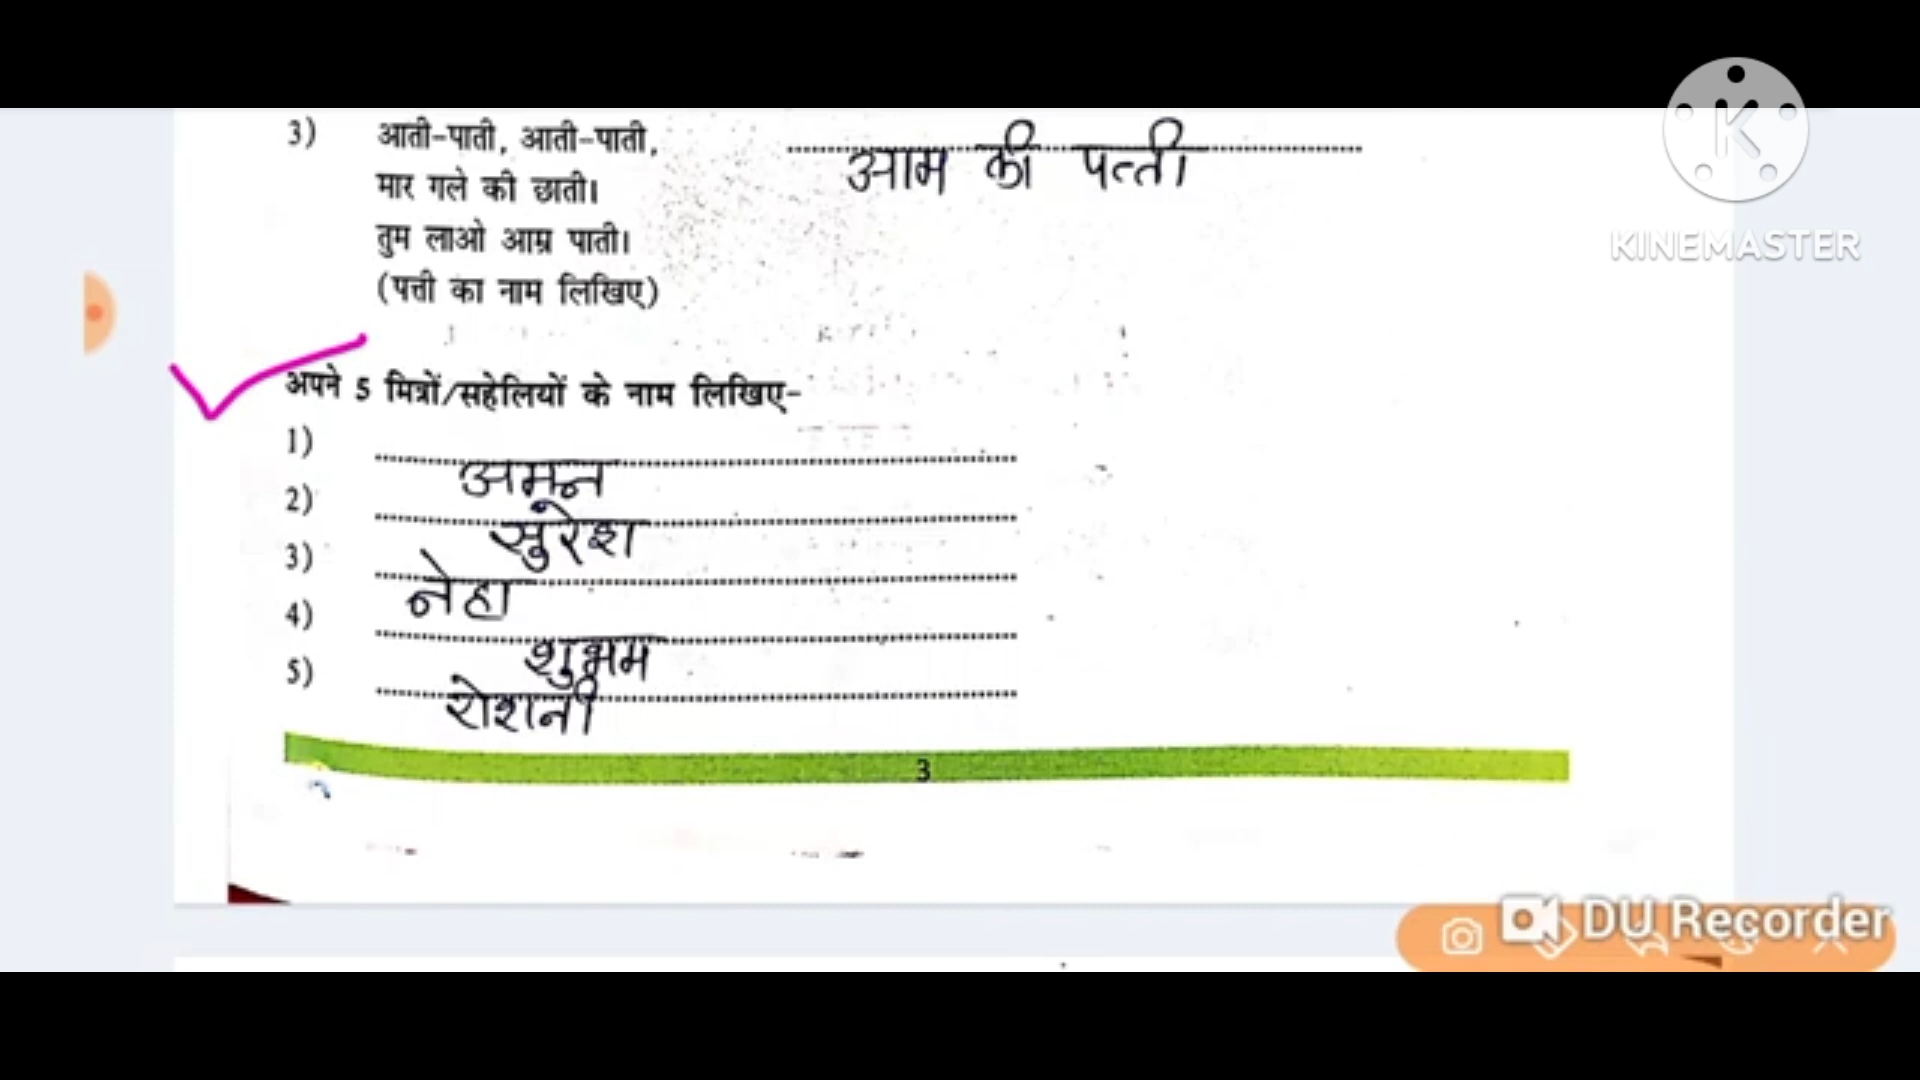 3) आती-पाती, आती-पाती, आम की पत्ती
मार गले की छाती।
तुम लाओ आम्र पाती।
(पत्ती का नाम लिखिए)
अपने 5 मित्रों/सहेलियों के नाम लिखिए-
1) अमन
2) सुरेश
3) नेहा
4) शुभम
5) रोशनी
3
K
KINEMASTER
DU Recorder